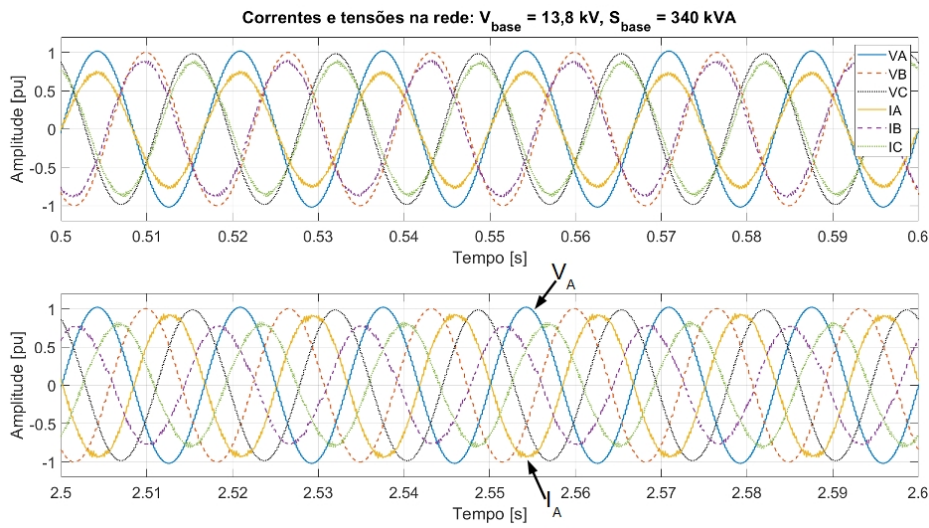 Correntes e tensões na rede: V_base = 13,8 kV, S_base = 340 kVA
Amplitude [pu]
1
0.5
0
-0.5
-1
VA
VB
VC
IA
IB
IC
0.5 0.51 0.52 0.53 0.54 0.55 0.56 0.57 0.58 0.59 0.6
Tempo [s]
V_A
Amplitude [pu]
1
0.5
0
-0.5
-1
2.5 2.51 2.52 2.53 2.54 2.55 2.56 2.57 2.58 2.59 2.6
I_A
Tempo [s]